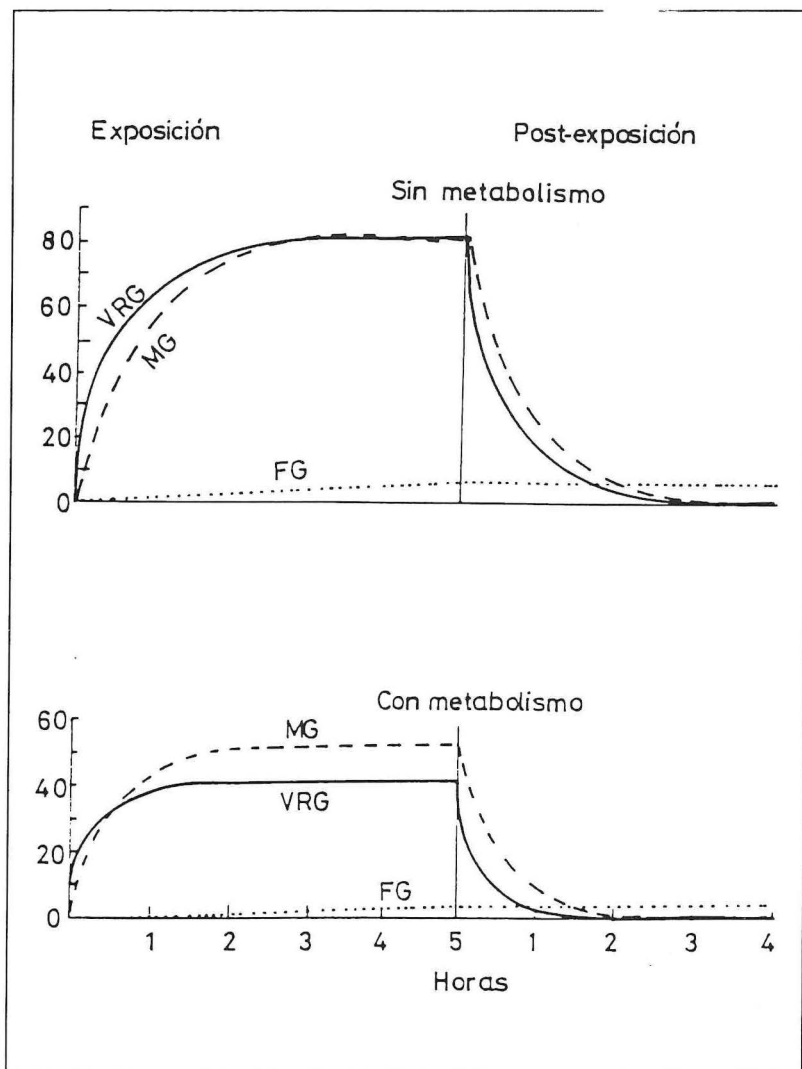 Exposición Post-exposición
Sin metabolismo
80
60
40
20
0
VRG
MG
FG
Con metabolismo
60
40
20
0
MG
VRG
FG
1 2 3 4 5 1 2 3 4
Horas